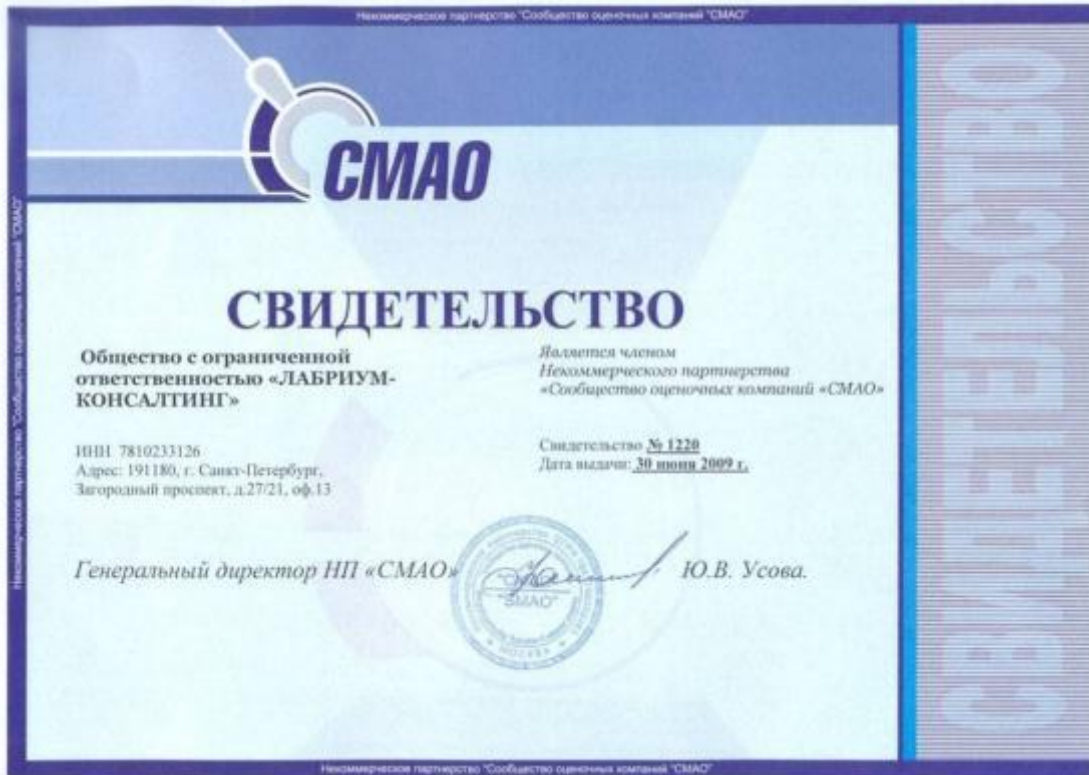 Некоммерческое партнерство "Сообщество оценочных компаний "СМАО"
СМАО
СВИДЕТЕЛЬСТВО
Общество с ограниченной
ответственностью «ЛАБРИУМ-
КОНСАЛТИНГ»
ИНН 7810233126
Адрес: 191180, г. Санкт-Петербург,
Загородный проспект, д.27/21, оф.13
Является членом
Некоммерческого партнерства
«Сообщество оценочных компаний «СМАО»
Свидетельство № 1220
Дата выдачи: 30 июня 2009 г.
Генеральный директор НП «СМАО»
Ю.В. Усова.
"СМАО"
"SMAO"
МОСКВА
Некоммерческое партнерство "Сообщество оценочных компаний "СМАО"
Некоммерческое партнерство "Сообщество оценочных компаний "СМАО"
СВИДЕТЕЛЬСТВО